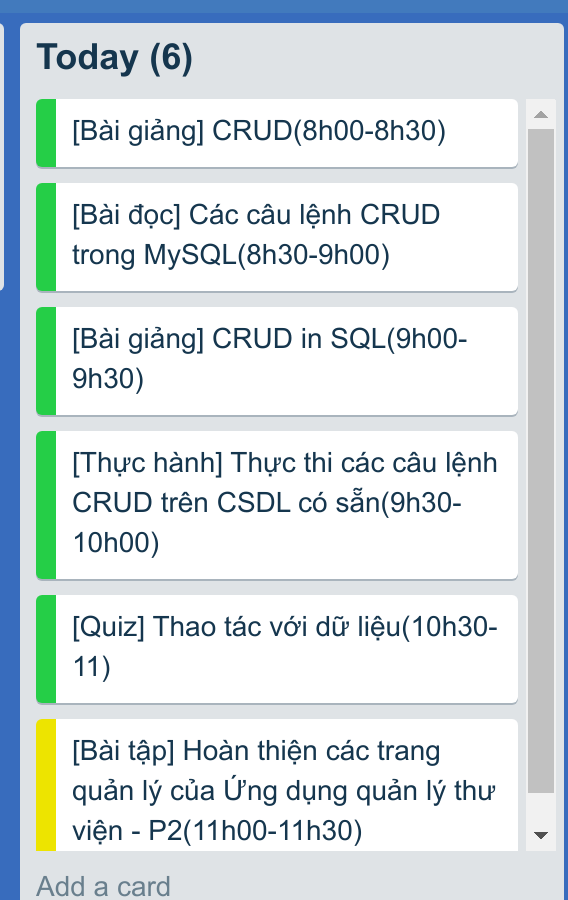 Today (6)
[Bài giảng] CRUD(8h00-8h30)
[Bài đọc] Các câu lệnh CRUD
trong MySQL(8h30-9h00)
[Bài giảng] CRUD in SQL(9h00-
9h30)
[Thực hành] Thực thi các câu lệnh
CRUD trên CSDL có sẵn(9h30-
10h00)
[Quiz] Thao tác với dữ liệu(10h30-
11)
[Bài tập] Hoàn thiện các trang
quản lý của Ứng dụng quản lý thư
viện - P2(11h00-11h30)
Add a card